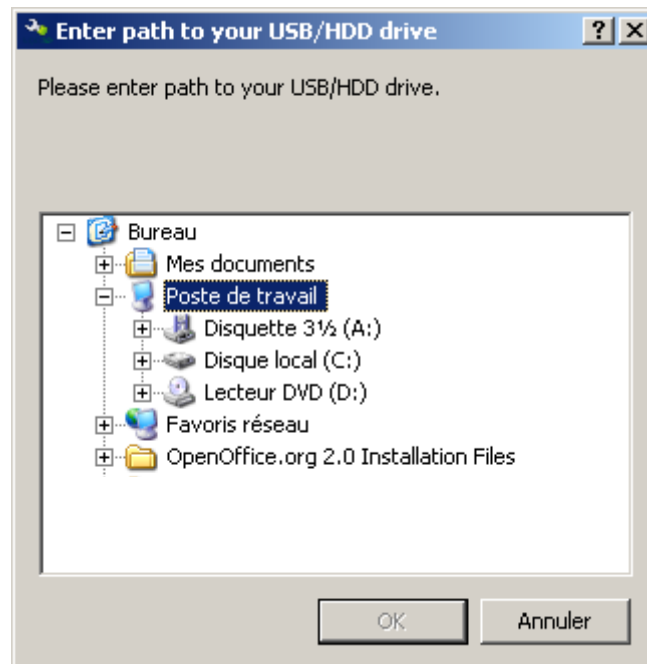 Enter path to your USB/HDD drive
Please enter path to your USB/HDD drive.
Bureau
Mes documents
Poste de travail
Disquette 3½ (A:)
Disque local (C:)
Lecteur DVD (D:)
Favoris réseau
OpenOffice.org 2.0 Installation Files
OK Annuler